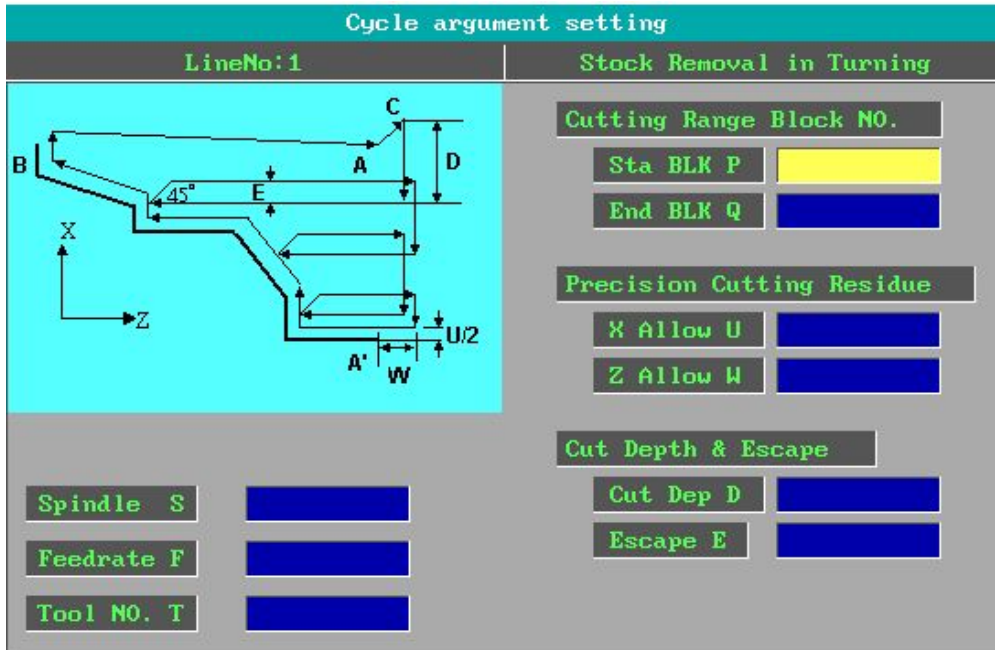 Cycle argument setting
LineNo:1
Stock Removal in Turning
C
B
A
D
45°
E
X
Z
U/2
A'
W
Cutting Range Block NO.
Sta BLK P
End BLK Q
Precision Cutting Residue
X Allow U
Z Allow W
Cut Depth & Escape
Cut Dep D
Escape E
Spindle S
Feedrate F
Tool NO. T